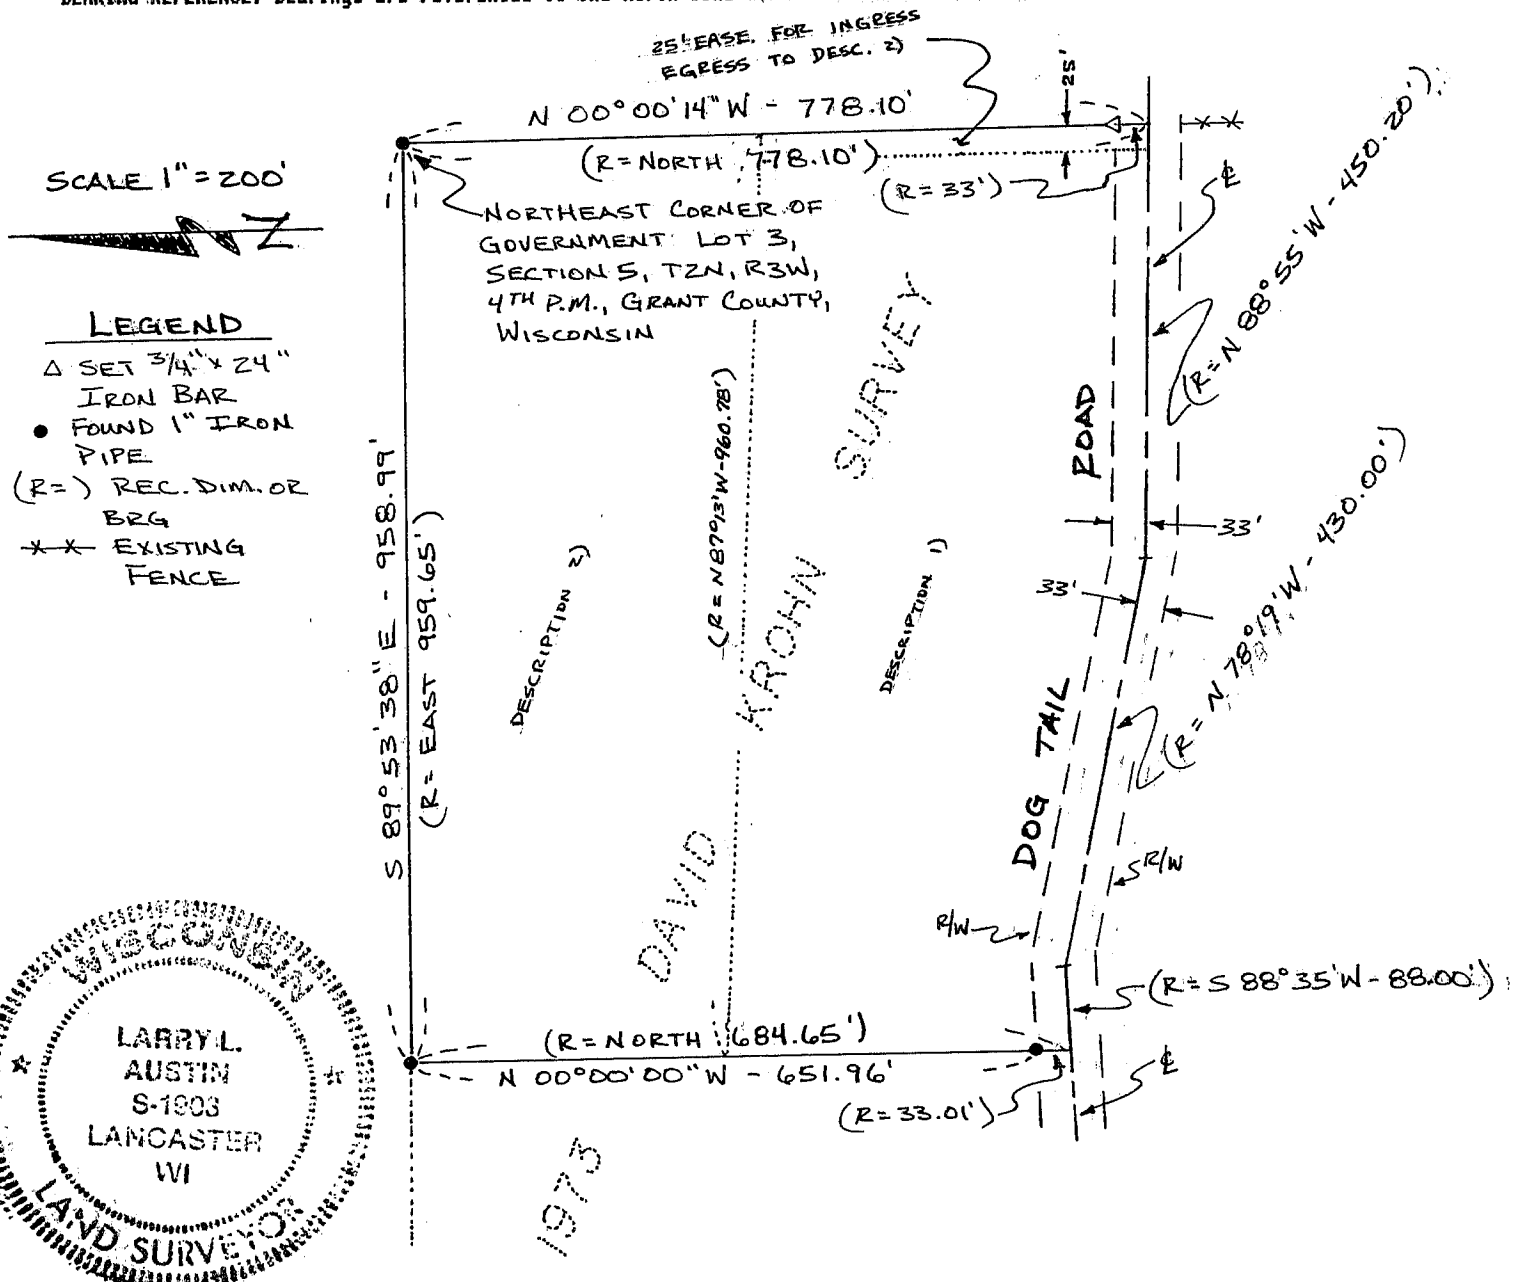 25' EASE. FOR INGRESS
EGRESS TO DESC. 2)
25'
N 00°00'14"W - 778.10'
(R=NORTH 778.10')
(R=33')
SCALE 1"=200'
N
NORTHEAST CORNER OF
GOVERNMENT LOT 3,
SECTION 5, T2N, R3W,
4TH P.M., GRANT COUNTY,
WISCONSIN
LEGEND
△ SET 3/4" x 24"
IRON BAR
● FOUND 1" IRON
PIPE
(R=) REC. DIM. OR
BRG
EXISTING
FENCE
S 89°53'38"E - 958.99'
(R=EAST 959.65')
DESCRIPTION 2)
(R=N87°13'W-960.78')
DAVID KROHN SURVEY
1973
DESCRIPTION 1)
DOG TAIL ROAD
℄
(R=N 88°55'W-450.20')
33'
33'
(R=N 78°19'W-430.00')
R/W
R/W
(R=S 88°35'W-88.00')
℄
(R=NORTH 684.65')
N 00°00'00"W - 651.96'
(R=33.01')
WISCONSIN
LARRY L.
AUSTIN
S-1903
LANCASTER
WI
LAND SURVEYOR